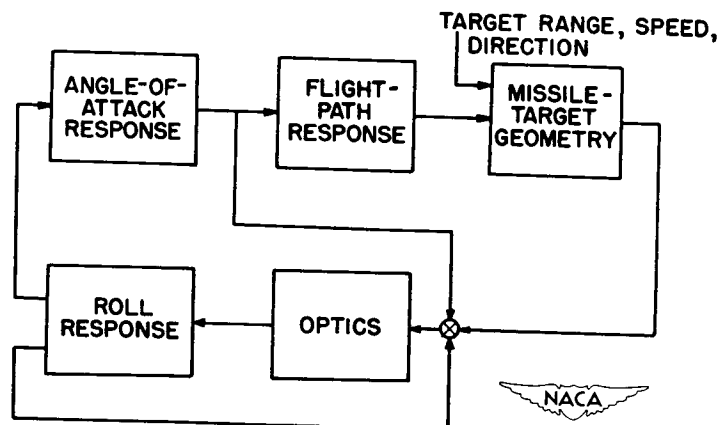 TARGET RANGE, SPEED,
DIRECTION
ANGLE-OF-
ATTACK
RESPONSE
FLIGHT-
PATH
RESPONSE
MISSILE-
TARGET
GEOMETRY
ROLL
RESPONSE
OPTICS
NACA